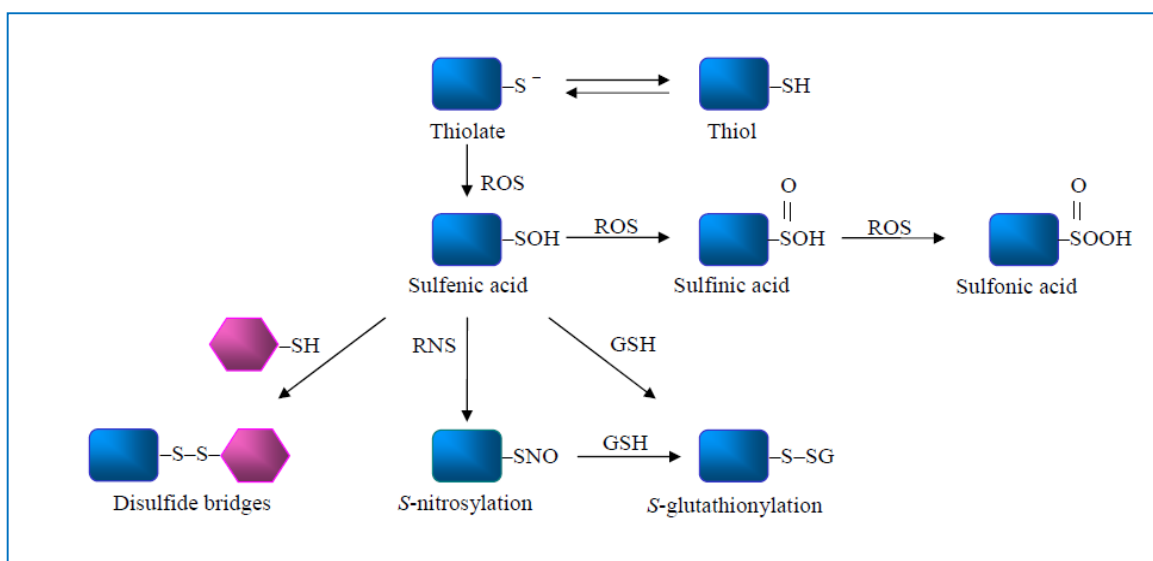 –S⁻
–SH
Thiolate
Thiol
ROS
O
O
–SOH
ROS
–SOH
ROS
–SOOH
Sulfenic acid
Sulfinic acid
Sulfonic acid
–SH
RNS
GSH
–S–S–
–SNO
GSH
–S–SG
Disulfide bridges
S-nitrosylation
S-glutathionylation